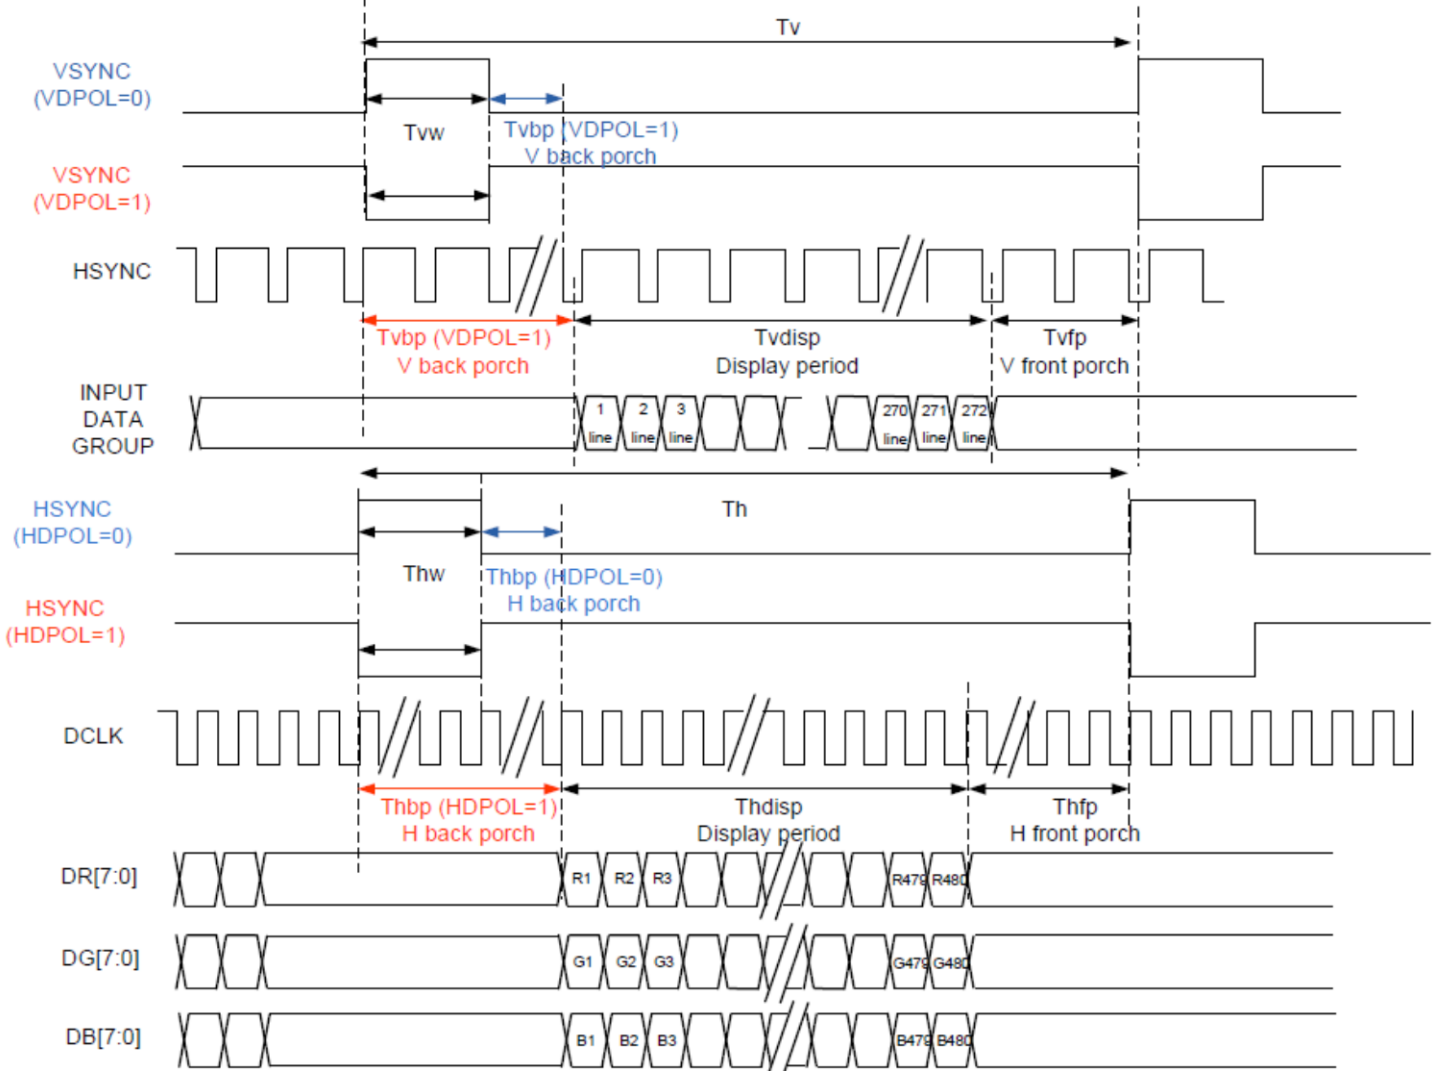 Tv
VSYNC
(VDPOL=0)
Tvw
Tvbp (VDPOL=1)
V back porch
VSYNC
(VDPOL=1)
HSYNC
Tvbp (VDPOL=1)
V back porch
Tvdisp
Display period
Tvfp
V front porch
INPUT
DATA
GROUP
1 line
2 line
3 line
270 line
271 line
272 line
Th
HSYNC
(HDPOL=0)
Thw
Thbp (HDPOL=0)
H back porch
HSYNC
(HDPOL=1)
DCLK
Thbp (HDPOL=1)
H back porch
Thdisp
Display period
Thfp
H front porch
DR[7:0]
R1 R2 R3 R479 R480
DG[7:0]
G1 G2 G3 G479 G480
DB[7:0]
B1 B2 B3 B479 B480